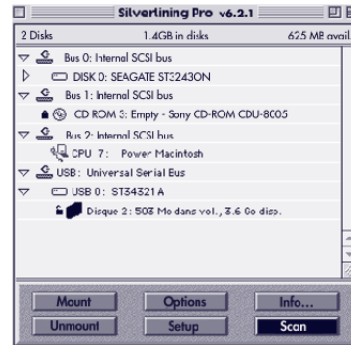 Silverlining Pro v6.2.1
2 Disks 1.4GB in disks 625 MB avail.
Bus 0: Internal SCSI bus
DISK 0: SEAGATE ST32430N
Bus 1: Internal SCSI bus
CD ROM 3: Empty - Sony CD-ROM CDU-8005
Bus 2: Internal SCSI bus
CPU 7: Power Macintosh
USB: Universal Serial Bus
USB 0: ST34321 A
Disque 2: 508 Mo dans vol., 3.6 Go disp.
Mount Options Info...
Unmount Setup Scan